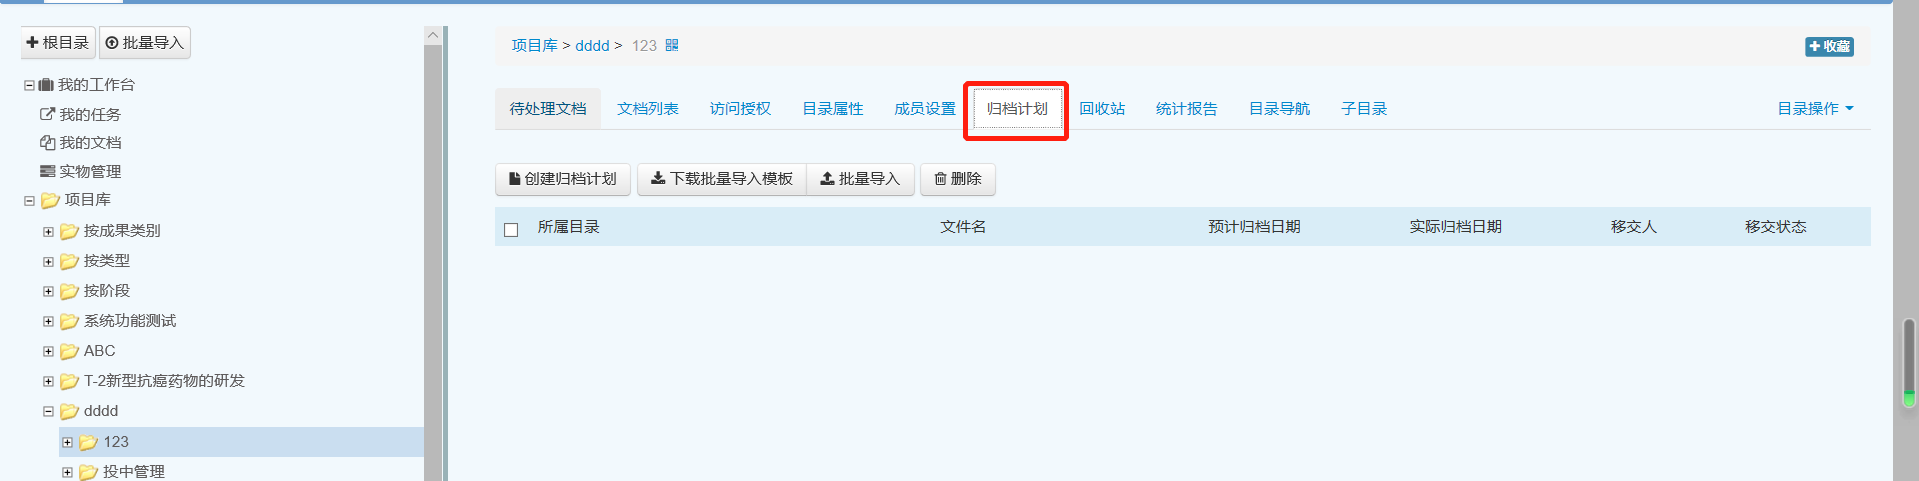 根目录 批量导入
我的工作台
我的任务
我的文档
实物管理
项目库
按成果类别
按类型
按阶段
系统功能测试
ABC
T-2新型抗癌药物的研发
dddd
123
投中管理
项目库 > dddd > 123
收藏
待处理文档 文档列表 访问授权 目录属性 成员设置 归档计划 回收站 统计报告 目录导航 子目录 目录操作
创建归档计划 下载批量导入模板 批量导入 删除
所属目录 文件名 预计归档日期 实际归档日期 移交人 移交状态